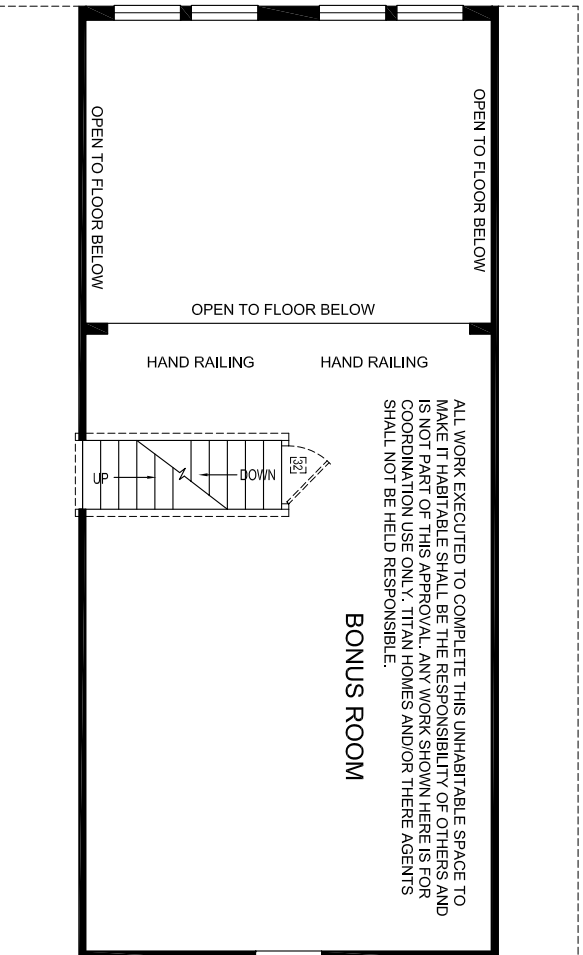 OPEN TO FLOOR BELOW
OPEN TO FLOOR BELOW
OPEN TO FLOOR BELOW
HAND RAILING
HAND RAILING
UP
DOWN
32
ALL WORK EXECUTED TO COMPLETE THIS UNHABITABLE SPACE TO
MAKE IT HABITABLE SHALL BE THE RESPONSIBILITY OF OTHERS AND
IS NOT PART OF THIS APPROVAL. ANY WORK SHOWN HERE IS FOR
COORDINATION USE ONLY. TITAN HOMES AND/OR THERE AGENTS
SHALL NOT BE HELD RESPONSIBLE.
BONUS ROOM